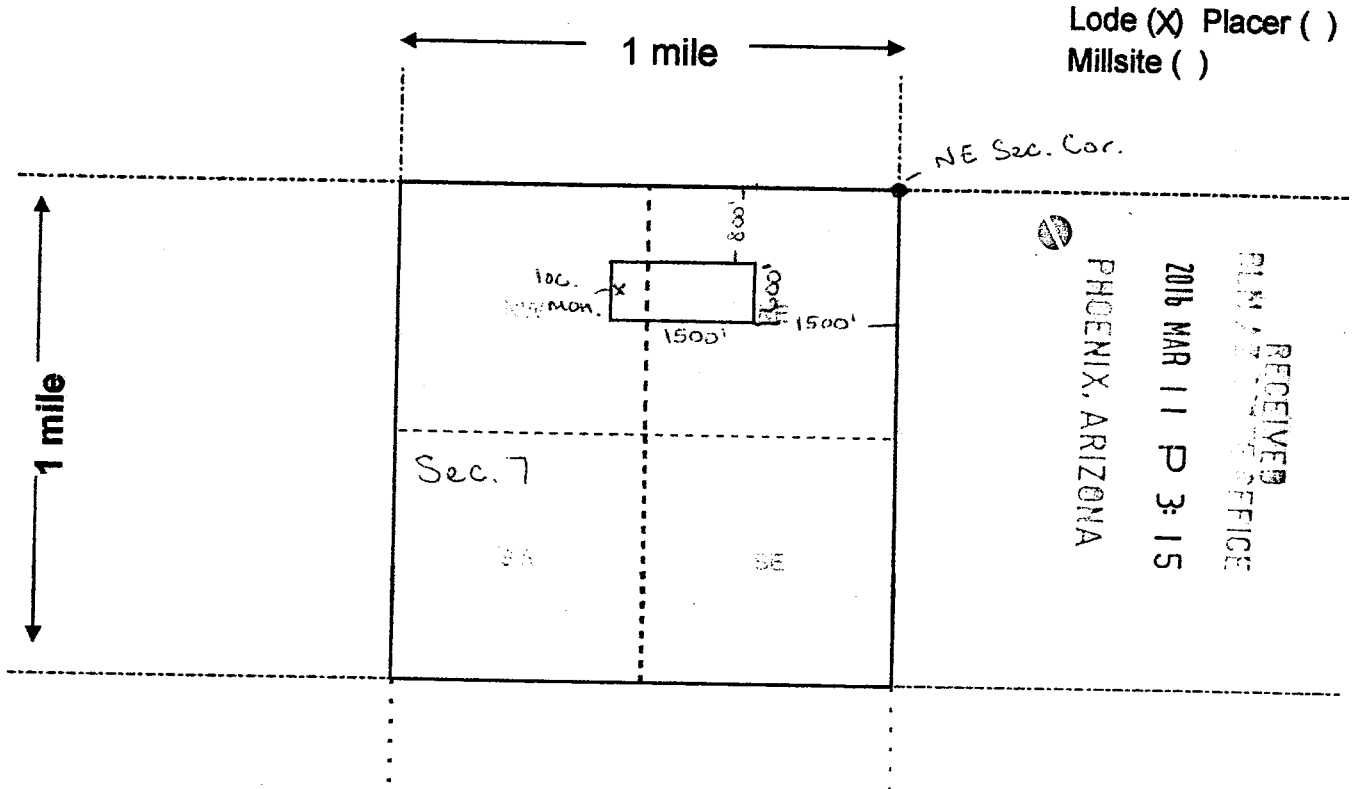 Lode (X) Placer ( )
Millsite ( )
1 mile
NE Sec. Cor.
800'
loc.
mon.
600'
1500'
1500'
1 mile
Sec. 7
SE
RECEIVED
OFFICE
2016 MAR 11 P 3:15
PHOENIX, ARIZONA